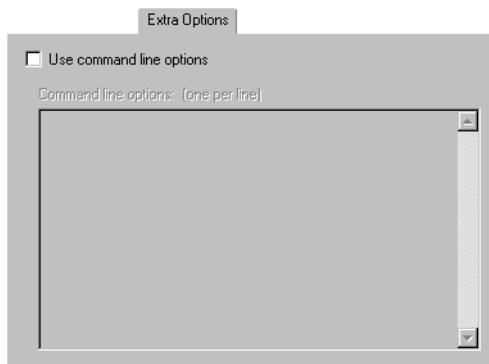 Extra Options
Use command line options
Command line options: (one per line)